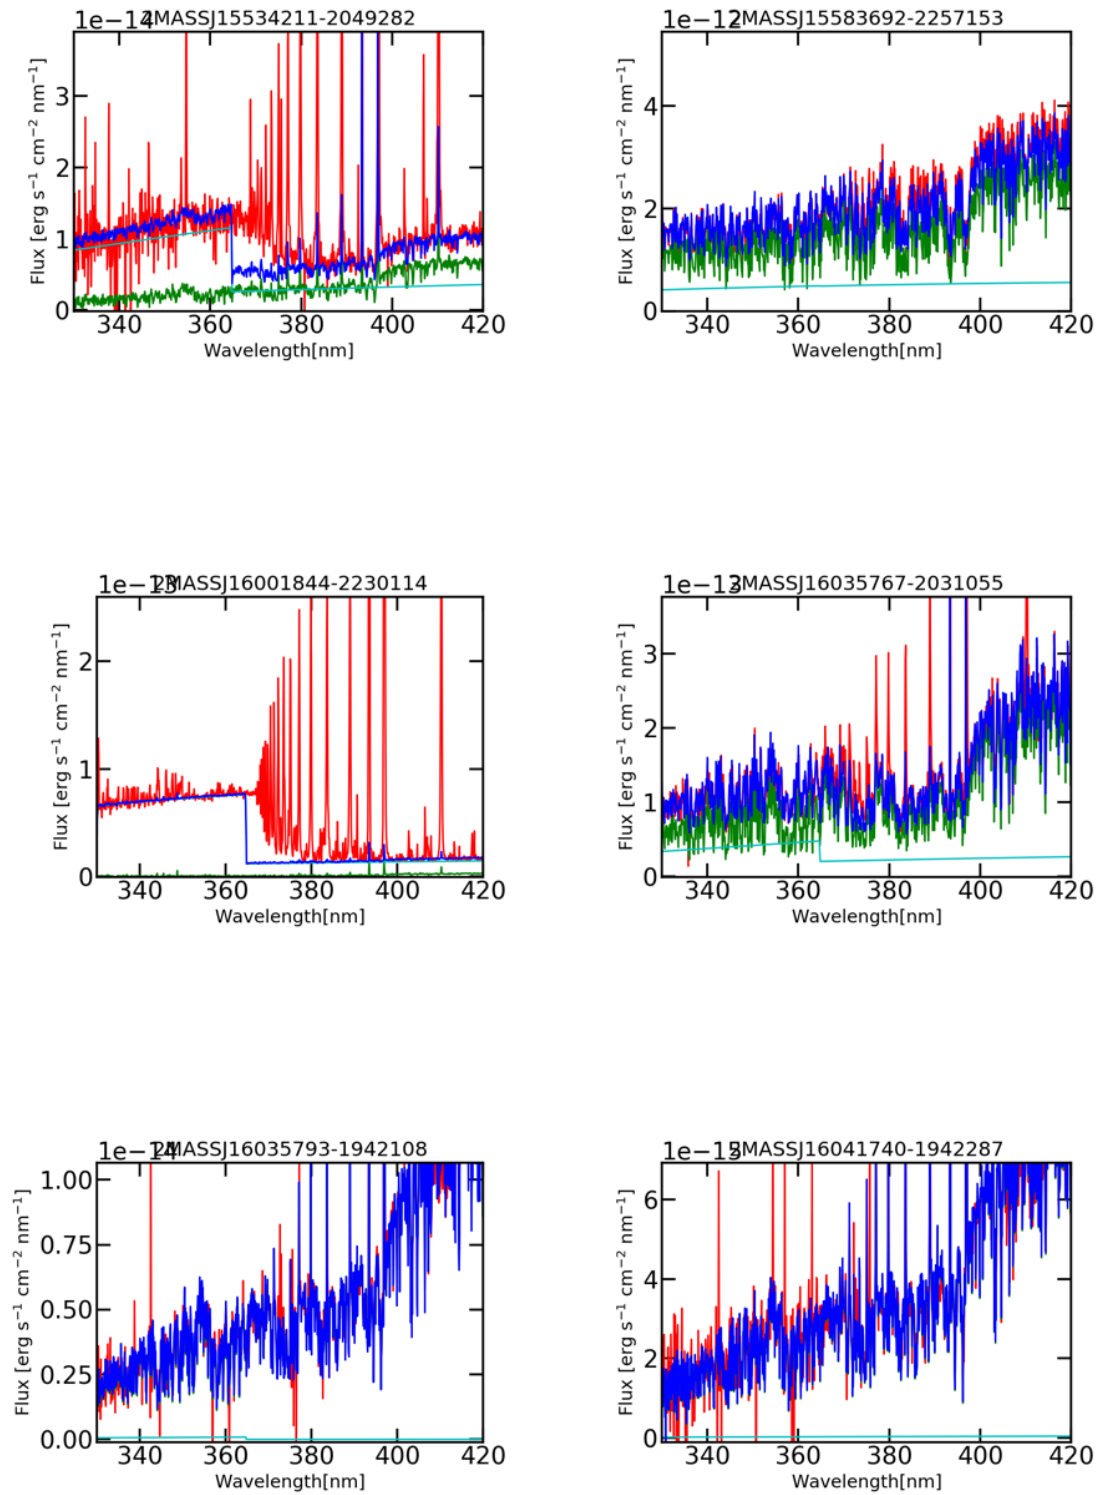 1e−14 2MASSJ15534211-2049282
Flux [erg s⁻¹ cm⁻² nm⁻¹]
3
2
1
0
340 360 380 400 420
Wavelength[nm]
1e−12 2MASSJ15583692-2257153
Flux [erg s⁻¹ cm⁻² nm⁻¹]
4
2
0
340 360 380 400 420
Wavelength[nm]
1e−13 2MASSJ16001844-2230114
Flux [erg s⁻¹ cm⁻² nm⁻¹]
2
1
0
340 360 380 400 420
Wavelength[nm]
1e−13 2MASSJ16035767-2031055
Flux [erg s⁻¹ cm⁻² nm⁻¹]
3
2
1
0
340 360 380 400 420
Wavelength[nm]
1e−14 2MASSJ16035793-1942108
Flux [erg s⁻¹ cm⁻² nm⁻¹]
1.00
0.75
0.50
0.25
0.00
340 360 380 400 420
Wavelength[nm]
1e−15 2MASSJ16041740-1942287
Flux [erg s⁻¹ cm⁻² nm⁻¹]
6
4
2
0
340 360 380 400 420
Wavelength[nm]